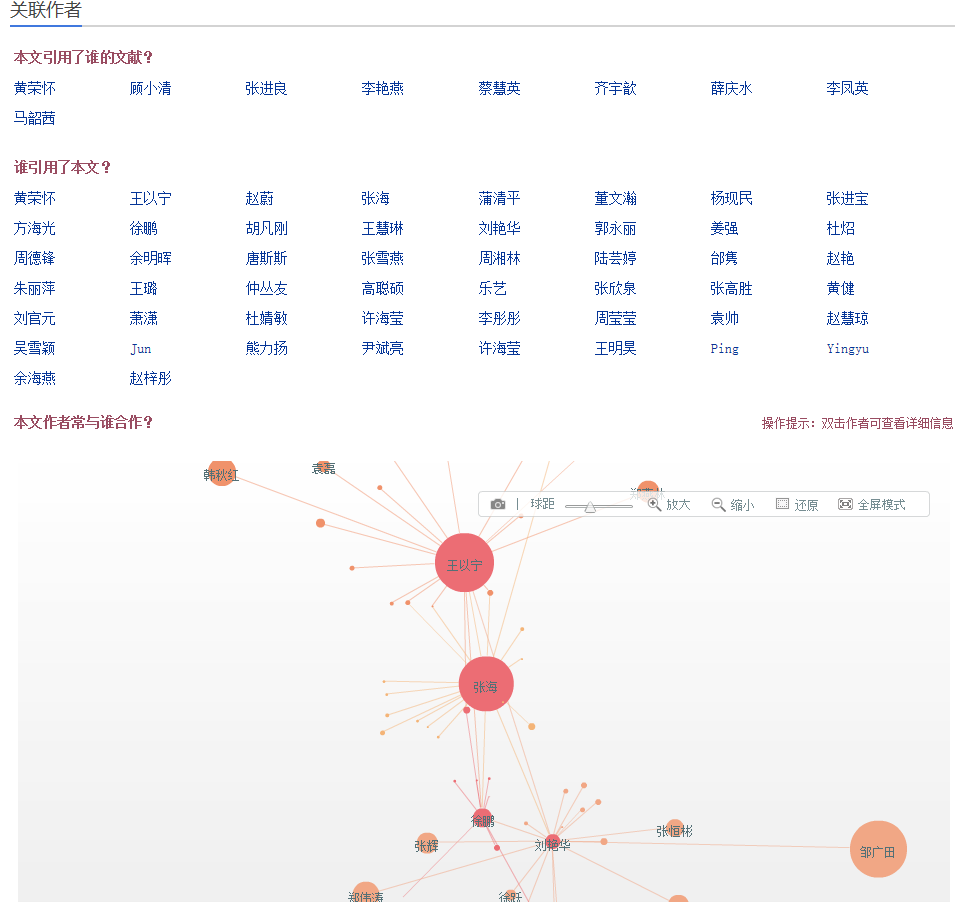 关联作者
本文引用了谁的文献？
黄荣怀 顾小清 张进良 李艳燕 蔡慧英 齐宇歆 薛庆水 李凤英
马韶茜
谁引用了本文？
黄荣怀 王以宁 赵蔚 张海 蒲清平 董文瀚 杨现民 张进宝
方海光 徐鹏 胡凡刚 王慧琳 刘艳华 郭永丽 姜强 杜炤
周德锋 余明晖 唐斯斯 张雪燕 周湘林 陆芸婷 邰隽 赵艳
朱丽萍 王璐 仲丛友 高聪硕 乐艺 张欣泉 张高胜 黄健
刘官元 萧潇 杜婧敏 许海莹 李彤彤 周莹莹 袁帅 赵慧琼
吴雪颖 Jun 熊力扬 尹斌亮 许海莹 王明昊 Ping Yingyu
余海燕 赵梓彤
本文作者常与谁合作？ 操作提示：双击作者可查看详细信息
韩秋红 袁磊
球距 放大 缩小 还原 全屏模式
王以宁
张海
徐鹏
张恒彬
张辉 刘艳华
邹广田
郑伟涛 徐跃